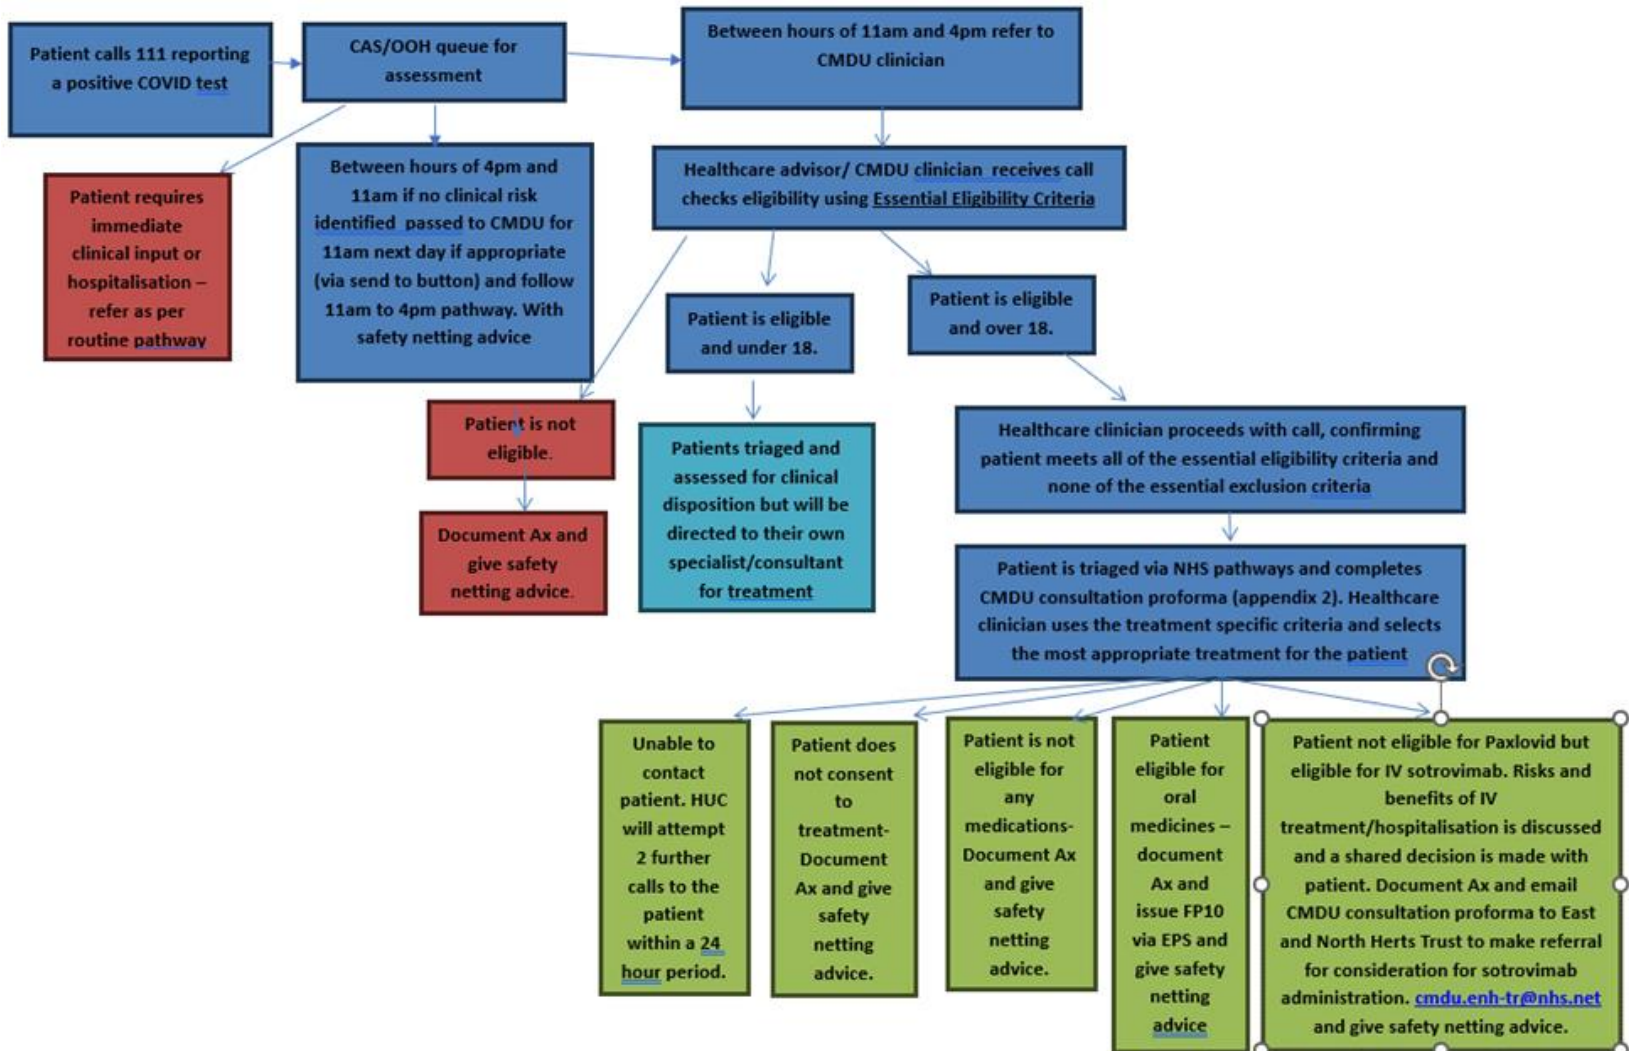 Patient calls 111 reporting
a positive COVID test
CAS/OOH queue for
assessment
Between hours of 11am and 4pm refer to
CMDU clinician
Patient requires
immediate
clinical input or
hospitalisation –
refer as per
routine pathway
Between hours of 4pm and
11am if no clinical risk
identified passed to CMDU for
11am next day if appropriate
(via send to button) and follow
11am to 4pm pathway. With
safety netting advice
Healthcare advisor/ CMDU clinician receives call
checks eligibility using Essential Eligibility Criteria
Patient is not
eligible.
Document Ax and
give safety
netting advice.
Patient is eligible
and under 18.
Patients triaged and
assessed for clinical
disposition but will be
directed to their own
specialist/consultant
for treatment
Patient is eligible
and over 18.
Healthcare clinician proceeds with call, confirming
patient meets all of the essential eligibility criteria and
none of the essential exclusion criteria
Patient is triaged via NHS pathways and completes
CMDU consultation proforma (appendix 2). Healthcare
clinician uses the treatment specific criteria and selects
the most appropriate treatment for the patient
Unable to
contact
patient. HUC
will attempt
2 further
calls to the
patient
within a 24
hour period.
Patient does
not consent
to
treatment-
Document
Ax and give
safety
netting
advice.
Patient is not
eligible for
any
medications-
Document Ax
and give
safety
netting
advice.
Patient
eligible for
oral
medicines –
document
Ax and
issue FP10
via EPS and
give safety
netting
advice
Patient not eligible for Paxlovid but
eligible for IV sotrovimab. Risks and
benefits of IV
treatment/hospitalisation is discussed
and a shared decision is made with
patient. Document Ax and email
CMDU consultation proforma to East
and North Herts Trust to make referral
for consideration for sotrovimab
administration. cmdu.enh-tr@nhs.net
and give safety netting advice.